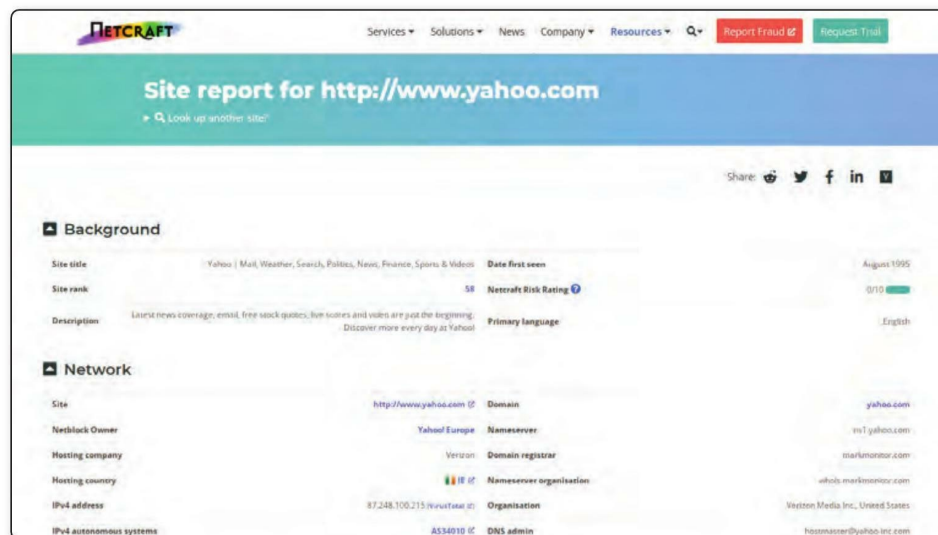 NETCRAFT
Services Solutions News Company Resources Report Fraud Request Trial
Site report for http://www.yahoo.com
Look up another site?
Share:
Background
Site title Yahoo | Mail, Weather, Search, Politics, News, Finance, Sports & Videos Date first seen August 1995
Site rank 58 Netcraft Risk Rating 0/10
Description Latest news coverage, email, free stock quotes, live scores and video are just the beginning. Discover more every day at Yahoo! Primary language English
Network
Site http://www.yahoo.com Domain yahoo.com
Netblock Owner Yahoo! Europe Nameserver ns1.yahoo.com
Hosting company Verizon Domain registrar markmonitor.com
Hosting country IE Nameserver organisation whois.markmonitor.com
IPv4 address 87.248.100.215 (VirusTotal) Organisation Verizon Media Inc., United States
IPv4 autonomous systems AS34010 DNS admin hostmaster@yahoo-inc.com